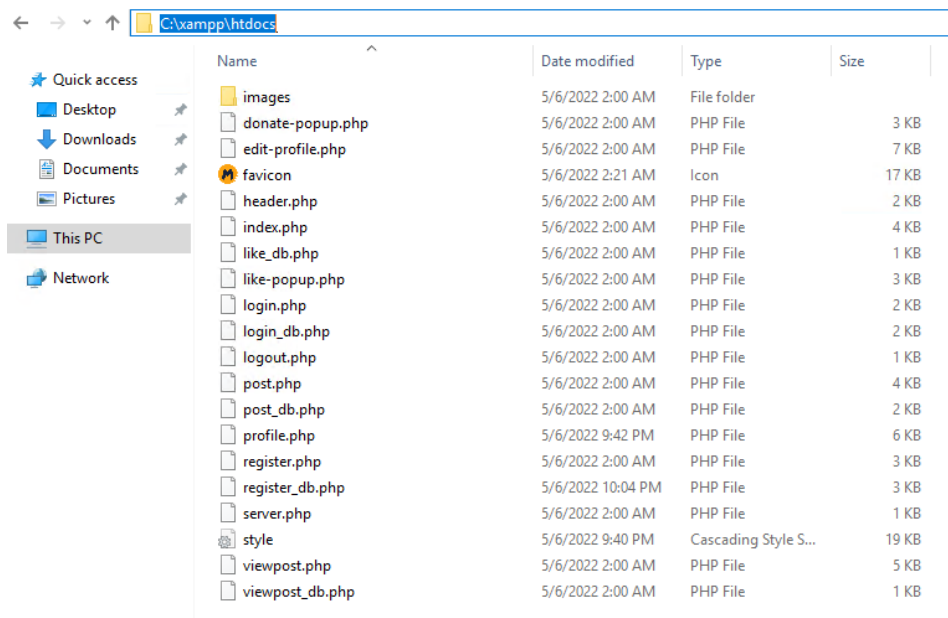 C:\xampp\htdocs
Name Date modified Type Size
Quick access
Desktop
Downloads
Documents
Pictures
This PC
Network
images 5/6/2022 2:00 AM File folder
donate-popup.php 5/6/2022 2:00 AM PHP File 3 KB
edit-profile.php 5/6/2022 2:00 AM PHP File 7 KB
favicon 5/6/2022 2:21 AM Icon 17 KB
header.php 5/6/2022 2:00 AM PHP File 2 KB
index.php 5/6/2022 2:00 AM PHP File 4 KB
like_db.php 5/6/2022 2:00 AM PHP File 1 KB
like-popup.php 5/6/2022 2:00 AM PHP File 3 KB
login.php 5/6/2022 2:00 AM PHP File 2 KB
login_db.php 5/6/2022 2:00 AM PHP File 2 KB
logout.php 5/6/2022 2:00 AM PHP File 1 KB
post.php 5/6/2022 2:00 AM PHP File 4 KB
post_db.php 5/6/2022 2:00 AM PHP File 2 KB
profile.php 5/6/2022 9:42 PM PHP File 6 KB
register.php 5/6/2022 2:00 AM PHP File 3 KB
register_db.php 5/6/2022 10:04 PM PHP File 3 KB
server.php 5/6/2022 2:00 AM PHP File 1 KB
style 5/6/2022 9:40 PM Cascading Style S... 19 KB
viewpost.php 5/6/2022 2:00 AM PHP File 5 KB
viewpost_db.php 5/6/2022 2:00 AM PHP File 1 KB